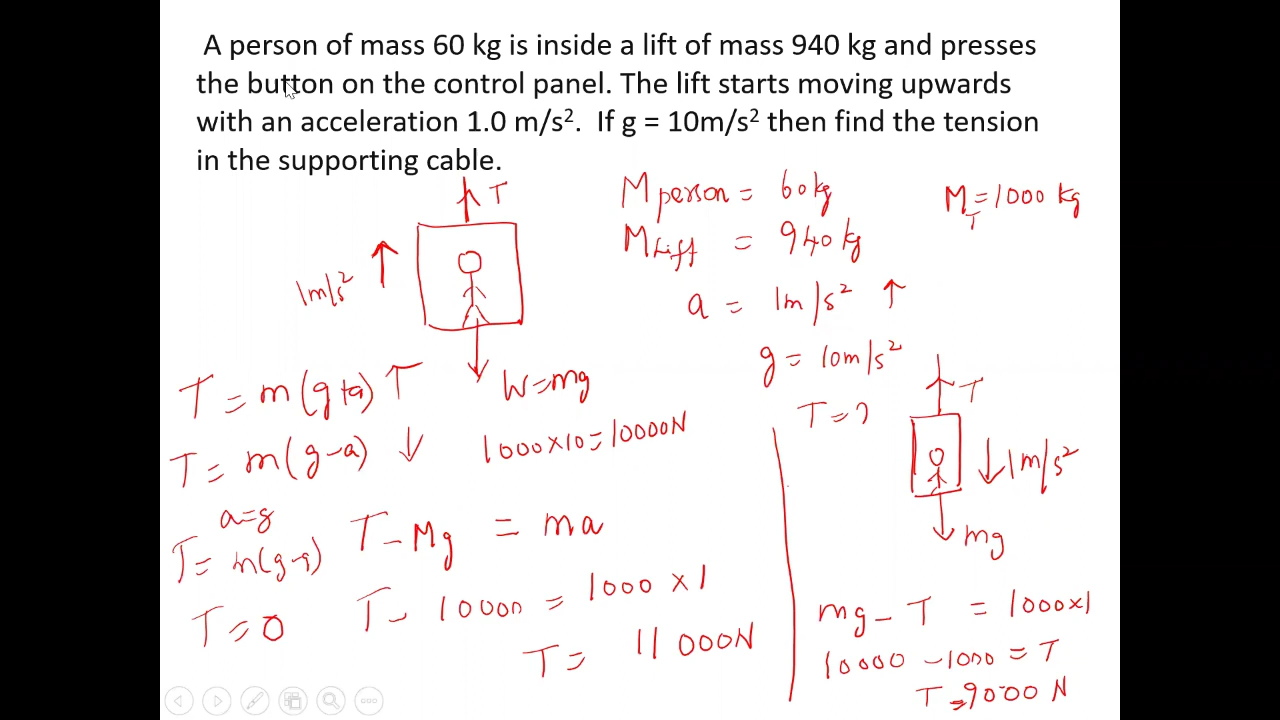 A person of mass 60 kg is inside a lift of mass 940 kg and presses
the button on the control panel. The lift starts moving upwards
with an acceleration 1.0 m/s². If g = 10m/s² then find the tension
in the supporting cable.
T
1m/s²
W=mg
1000×10=10000N
M person = 60kg
M Lift = 940kg
M_T=1000 kg
a = 1m/s² ↑
g = 10m/s²
T=?
T = m(g+a) ↑
T = m(g-a) ↓
a=g
T = m(g-g)
T = 0
T - Mg = ma
T - 10000 = 1000 × 1
T = 11000N
T
↓ 1m/s²
mg
mg - T = 1000×1
10000 - 1000 = T
T = 9000 N